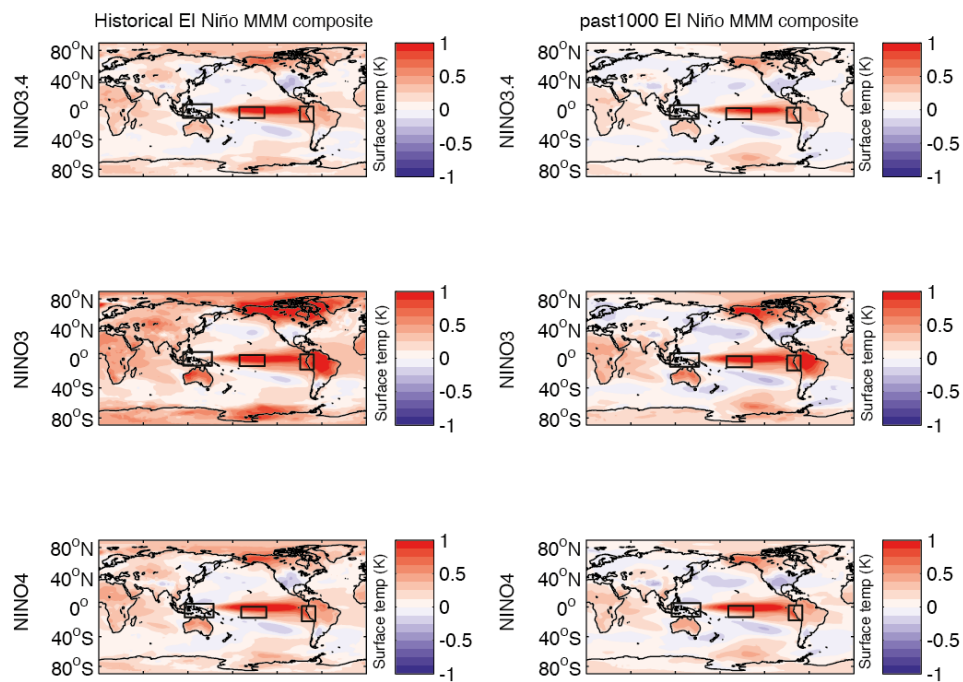 Historical El Niño MMM composite
past1000 El Niño MMM composite
NINO3.4
80°N
40°N
0°
40°S
80°S
1
0.5
0
-0.5
-1
Surface temp (K)
80°N
40°N
0°
40°S
80°S
1
0.5
0
-0.5
-1
Surface temp (K)
NINO3.4
NINO3
80°N
40°N
0°
40°S
80°S
1
0.5
0
-0.5
-1
Surface temp (K)
NINO3
80°N
40°N
0°
40°S
80°S
1
0.5
0
-0.5
-1
Surface temp (K)
NINO4
80°N
40°N
0°
40°S
80°S
1
0.5
0
-0.5
-1
Surface temp (K)
NINO4
80°N
40°N
0°
40°S
80°S
1
0.5
0
-0.5
-1
Surface temp (K)